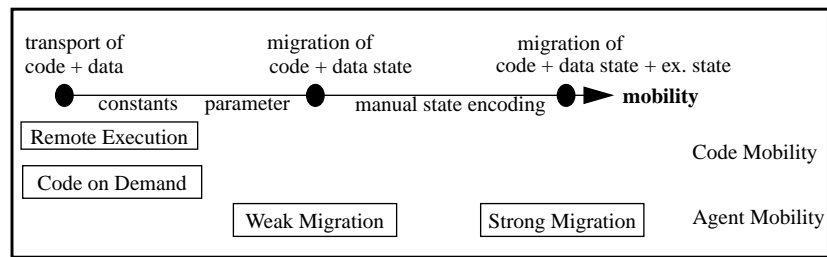 transport of
code + data
migration of
code + data state
migration of
code + data state + ex. state
constants parameter
manual state encoding
mobility
Remote Execution
Code Mobility
Code on Demand
Weak Migration
Strong Migration
Agent Mobility